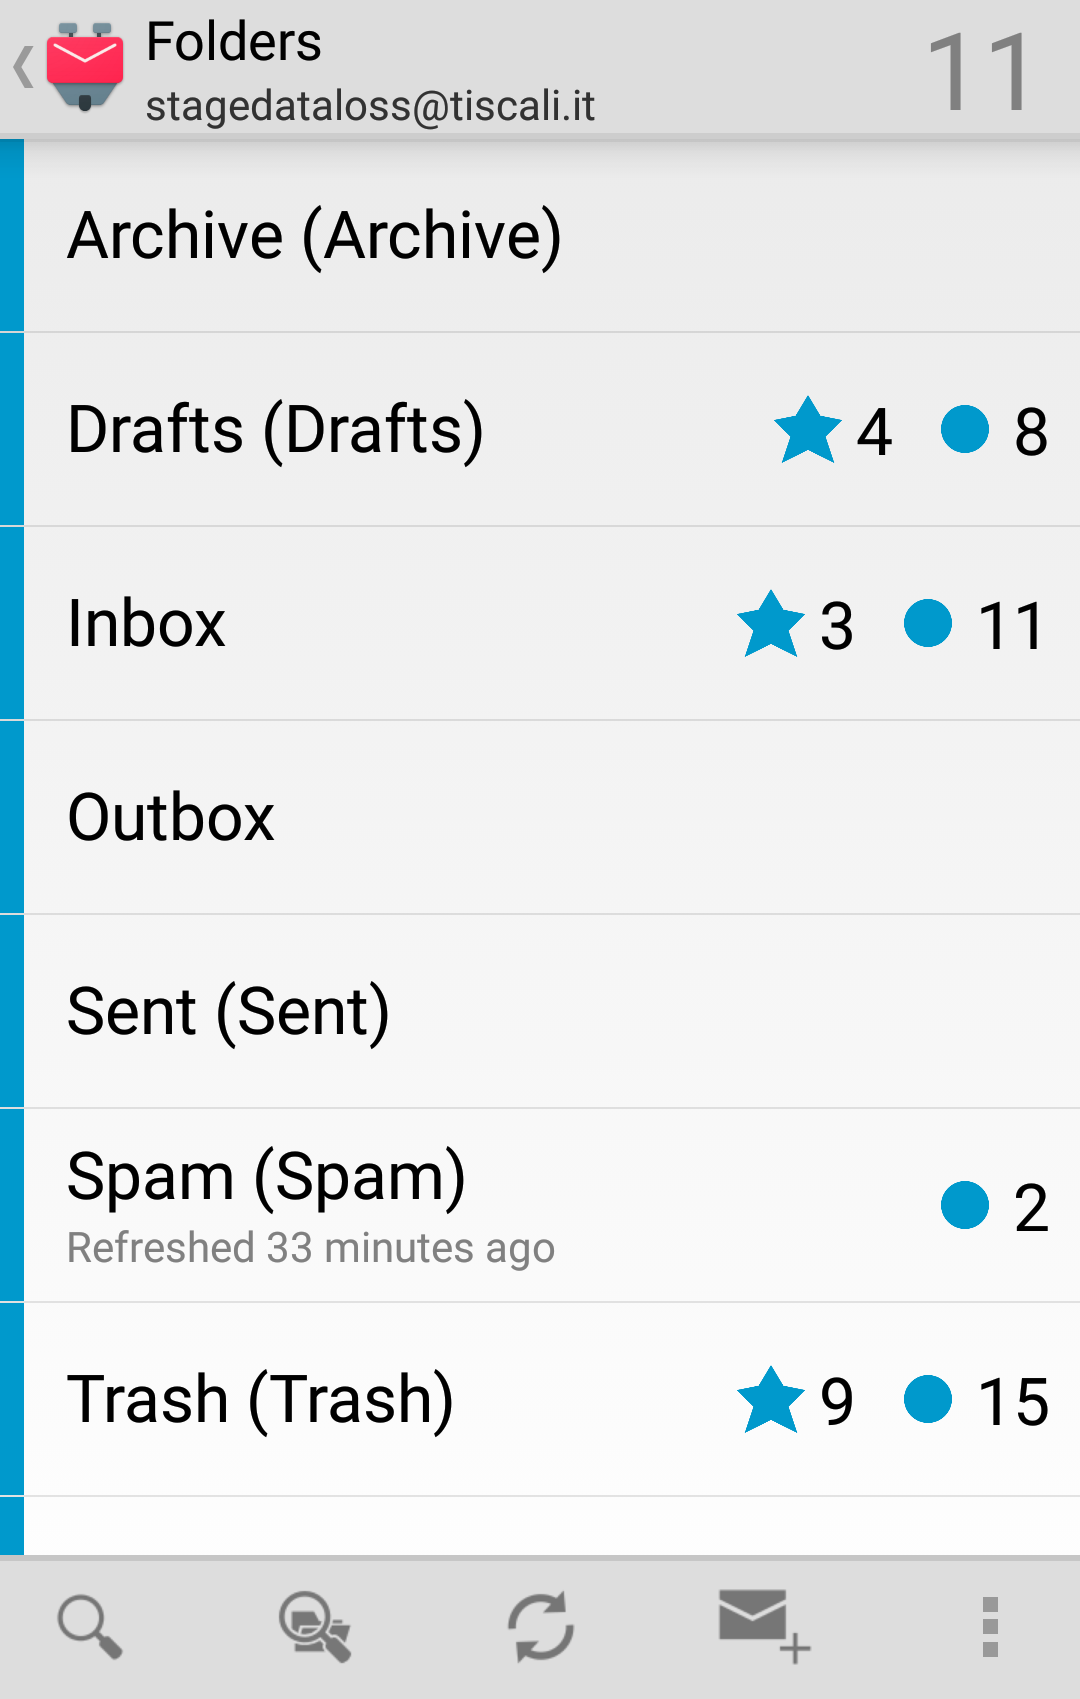 Folders
11
stagedataloss@tiscali.it
Archive (Archive)
Drafts (Drafts) 4 8
Inbox 3 11
Outbox
Sent (Sent)
Spam (Spam) 2
Refreshed 33 minutes ago
Trash (Trash) 9 15